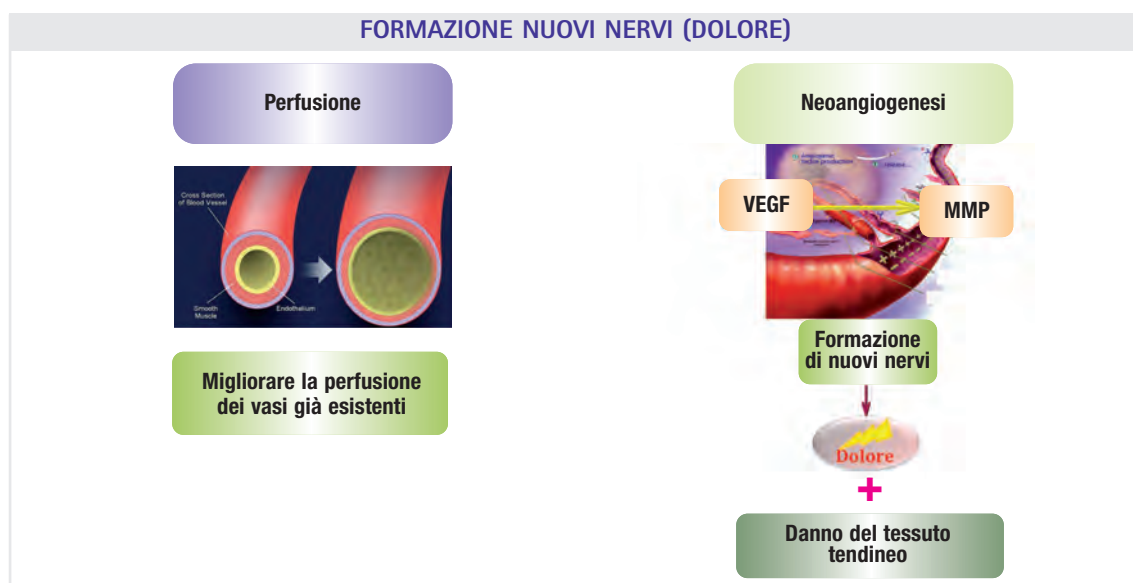 FORMAZIONE NUOVI NERVI (DOLORE)
Perfusione
Cross Section
of Blood Vessel
Smooth
Muscle
Endothelium
Migliorare la perfusione
dei vasi già esistenti
Neoangiogenesi
VEGF
MMP
Formazione
di nuovi nervi
Dolore
+
Danno del tessuto
tendineo